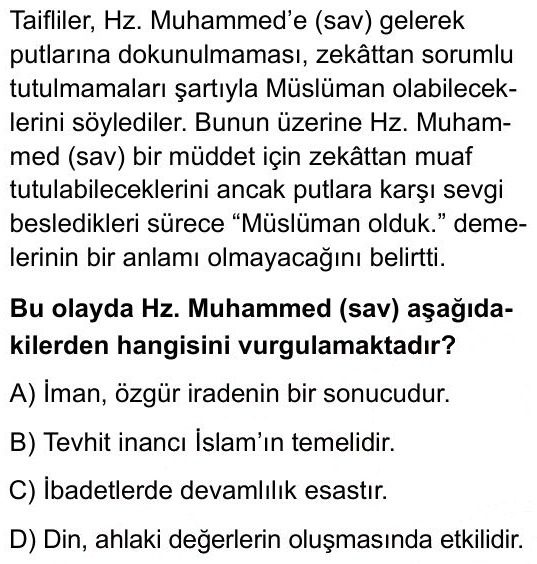 Taifliler, Hz. Muhammed’e (sav) gelerek
putlarına dokunulmaması, zekâttan sorumlu
tutulmamaları şartıyla Müslüman olabilecek-
lerini söylediler. Bunun üzerine Hz. Muham-
med (sav) bir müddet için zekâttan muaf
tutulabileceklerini ancak putlara karşı sevgi
besledikleri sürece “Müslüman olduk.” deme-
lerinin bir anlamı olmayacağını belirtti.
Bu olayda Hz. Muhammed (sav) aşağıda-
kilerden hangisini vurgulamaktadır?
A) İman, özgür iradenin bir sonucudur.
B) Tevhit inancı İslam’ın temelidir.
C) İbadetlerde devamlılık esastır.
D) Din, ahlaki değerlerin oluşmasında etkilidir.